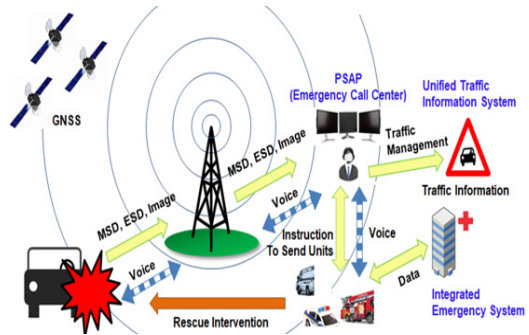 GNSS
PSAP
(Emergency Call Center)
Unified Traffic
Information System
MSD, ESD, Image
Traffic
Management
Traffic Information
MSD, ESD, Image
Voice
Voice
Instruction
To Send Units
Voice
Data
Rescue Intervention
Integrated
Emergency System